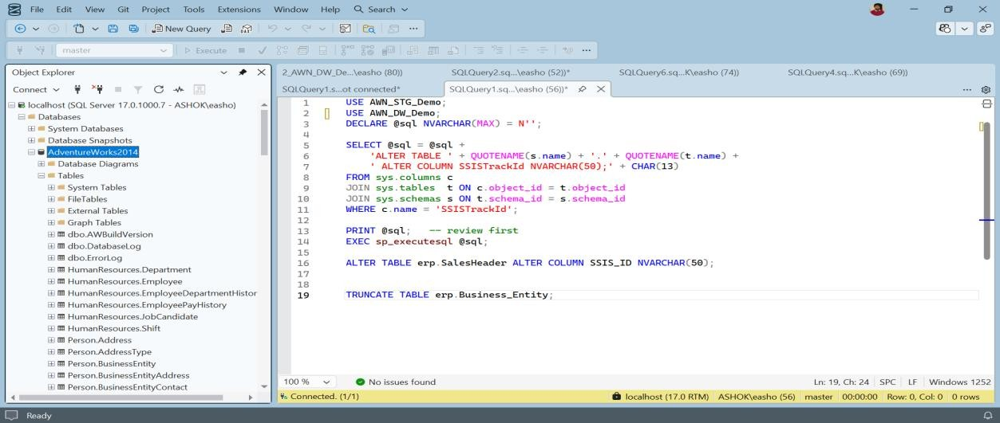 File Edit View Git Project Tools Extensions Window Help Search
New Query
master Execute
Object Explorer
Connect
localhost (SQL Server 17.0.1000.7 - ASHOK\easho)
Databases
System Databases
Database Snapshots
AdventureWorks2014
Database Diagrams
Tables
System Tables
FileTables
External Tables
Graph Tables
dbo.AWBuildVersion
dbo.DatabaseLog
dbo.ErrorLog
HumanResources.Department
HumanResources.Employee
HumanResources.EmployeeDepartmentHistor
HumanResources.EmployeePayHistory
HumanResources.JobCandidate
HumanResources.Shift
Person.Address
Person.AddressType
Person.BusinessEntity
Person.BusinessEntityAddress
Person.BusinessEntityContact
2_AWN_DW_De...\easho (80)) SQLQuery2.sq...\easho (52))* SQLQuery6.sq...K\easho (74)) SQLQuery4.sq...K\easho (69))
SQLQuery1.s...ot connected* SQLQuery1.sq...\easho (56))*
1 USE AWN_STG_Demo;
2 USE AWN_DW_Demo;
3 DECLARE @sql NVARCHAR(MAX) = N'';
4
5 SELECT @sql = @sql +
6 'ALTER TABLE ' + QUOTENAME(s.name) + '.' + QUOTENAME(t.name) +
7 ' ALTER COLUMN SSISTrackId NVARCHAR(50);' + CHAR(13)
8 FROM sys.columns c
9 JOIN sys.tables t ON c.object_id = t.object_id
10 JOIN sys.schemas s ON t.schema_id = s.schema_id
11 WHERE c.name = 'SSISTrackId';
12
13 PRINT @sql; -- review first
14 EXEC sp_executesql @sql;
15
16 ALTER TABLE erp.SalesHeader ALTER COLUMN SSIS_ID NVARCHAR(50);
17
18
19 TRUNCATE TABLE erp.Business_Entity;
100 % No issues found Ln: 19, Ch: 24 SPC LF Windows 1252
Connected. (1/1) localhost (17.0 RTM) ASHOK\easho (56) master 00:00:00 Row: 0, Col: 0 0 rows
Ready